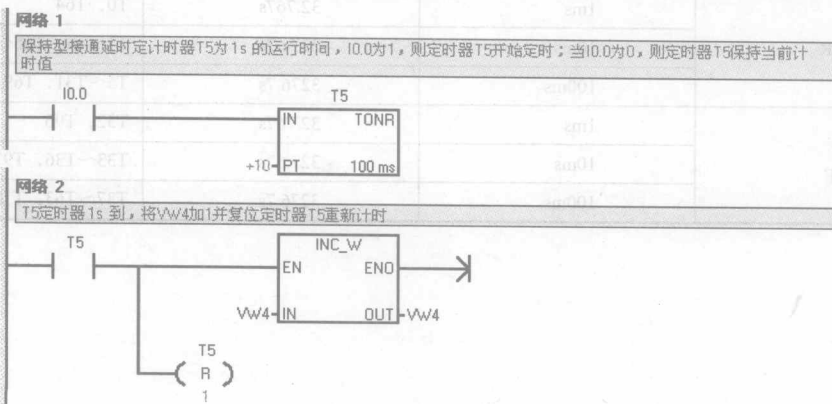 网络 1
保持型接通延时定计时器T5为1s 的运行时间，I0.0为1，则定时器T5开始定时；当I0.0为0，则定时器T5保持当前计
时值
I0.0
T5
IN TONR
+10 PT 100 ms
网络 2
T5定时器1s 到，将VW4加1并复位定时器T5重新计时
T5
INC_W
EN ENO
VW4 IN OUT VW4
T5
R
1